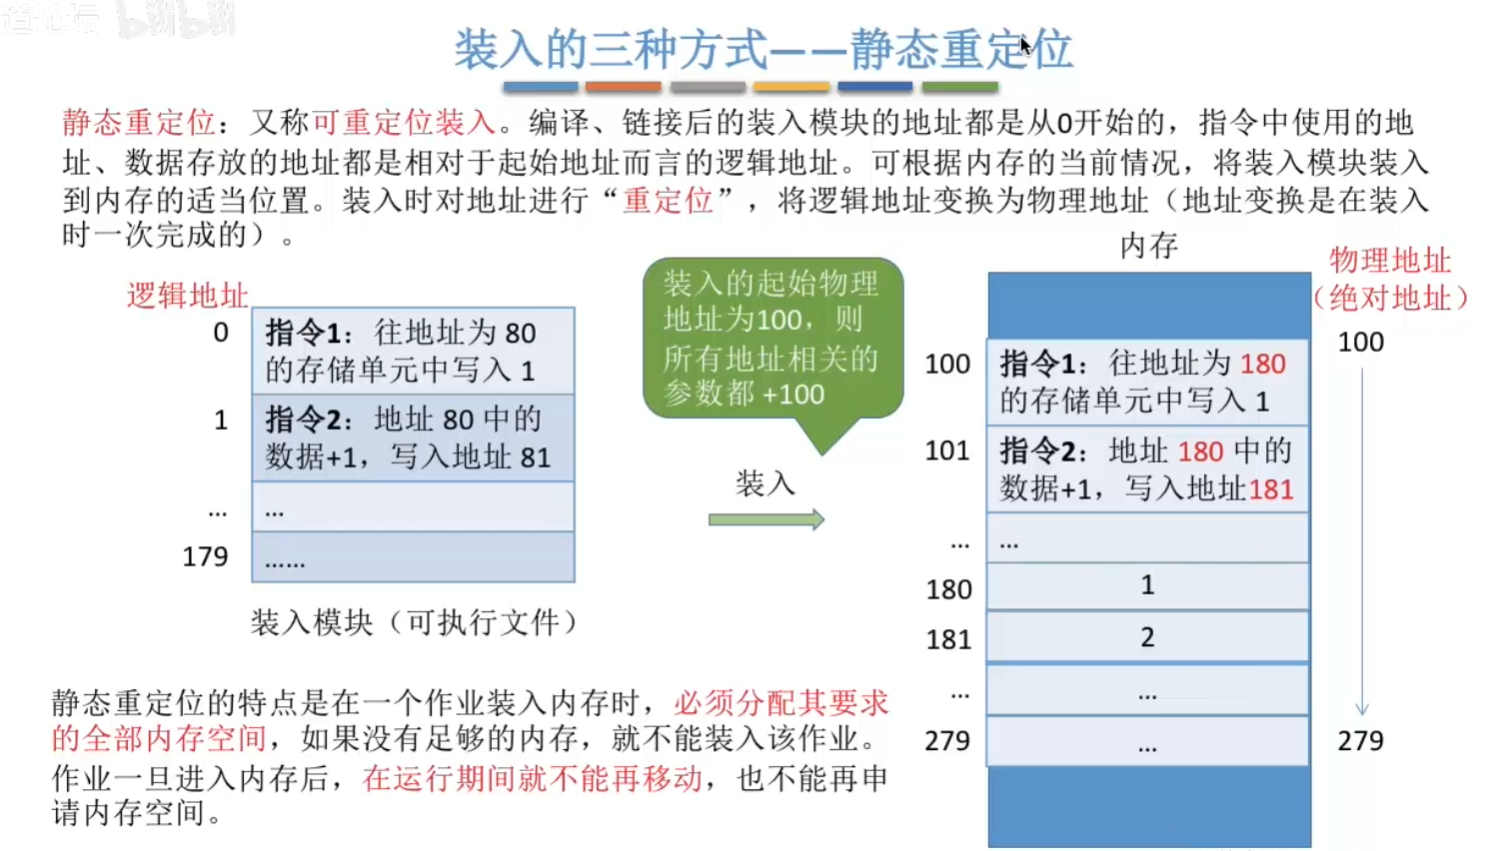 道论坛 bilibili
装入的三种方式——静态重定位
静态重定位：又称可重定位装入。编译、链接后的装入模块的地址都是从0开始的，指令中使用的地
址、数据存放的地址都是相对于起始地址而言的逻辑地址。可根据内存的当前情况，将装入模块装入
到内存的适当位置。装入时对地址进行“重定位”，将逻辑地址变换为物理地址（地址变换是在装入
时一次完成的）。
逻辑地址
0
指令1：往地址为 80
的存储单元中写入 1
1
指令2：地址 80 中的
数据+1，写入地址 81
...
...
179
......
装入模块（可执行文件）
装入的起始物理
地址为100，则
所有地址相关的
参数都 +100
装入
内存
物理地址
（绝对地址）
100
100
指令1：往地址为 180
的存储单元中写入 1
101
指令2：地址 180 中的
数据+1，写入地址181
...
...
180
1
181
2
...
...
279
...
279
静态重定位的特点是在一个作业装入内存时，必须分配其要求
的全部内存空间，如果没有足够的内存，就不能装入该作业。
作业一旦进入内存后，在运行期间就不能再移动，也不能再申
请内存空间。